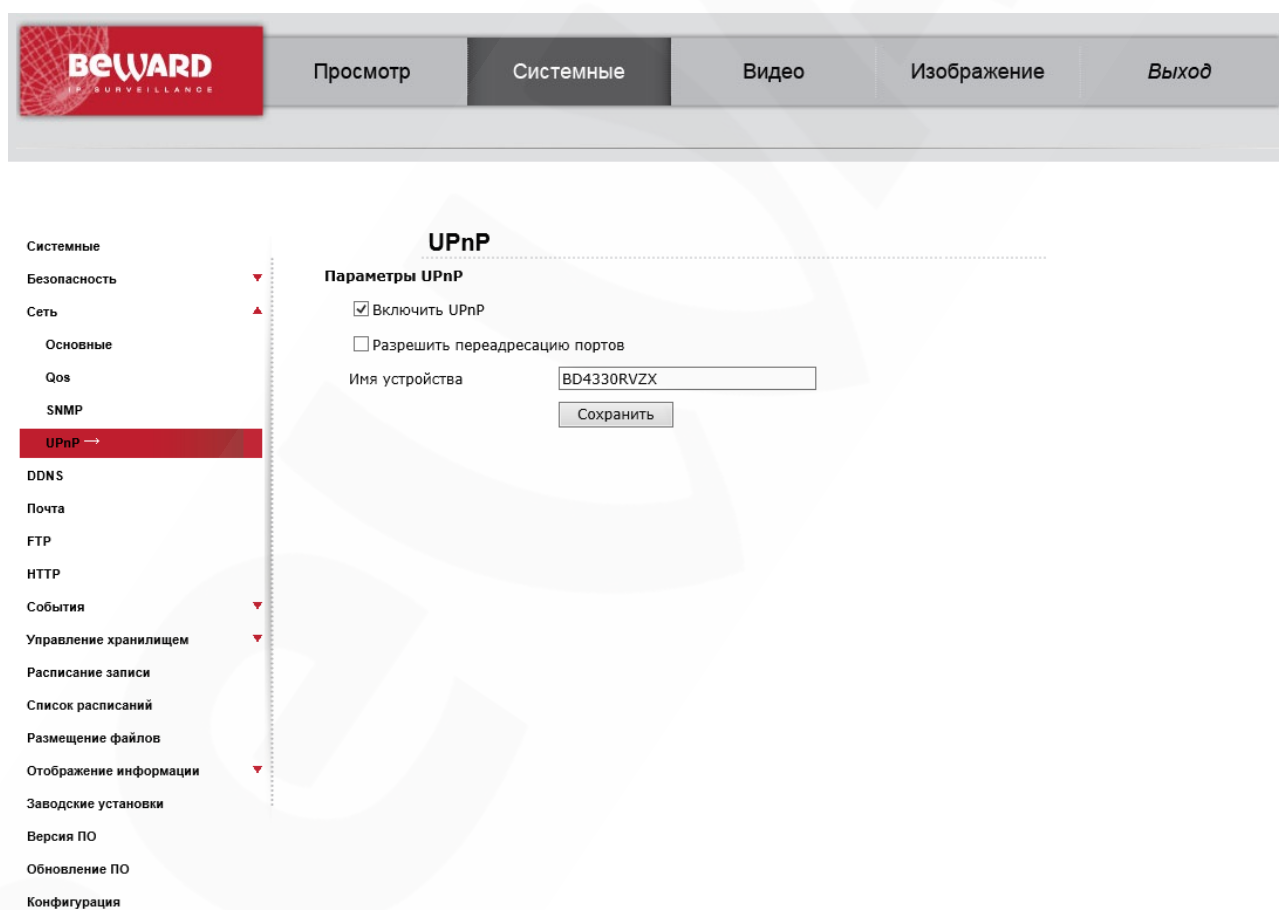 BEWARD
IP SURVEILLANCE
Просмотр
Системные
Видео
Изображение
Выход
Системные
Безопасность
Сеть
Основные
Qos
SNMP
UPnP →
DDNS
Почта
FTP
HTTP
События
Управление хранилищем
Расписание записи
Список расписаний
Размещение файлов
Отображение информации
Заводские установки
Версия ПО
Обновление ПО
Конфигурация
UPnP
Параметры UPnP
Включить UPnP
Разрешить переадресацию портов
Имя устройства BD4330RVZX
Сохранить